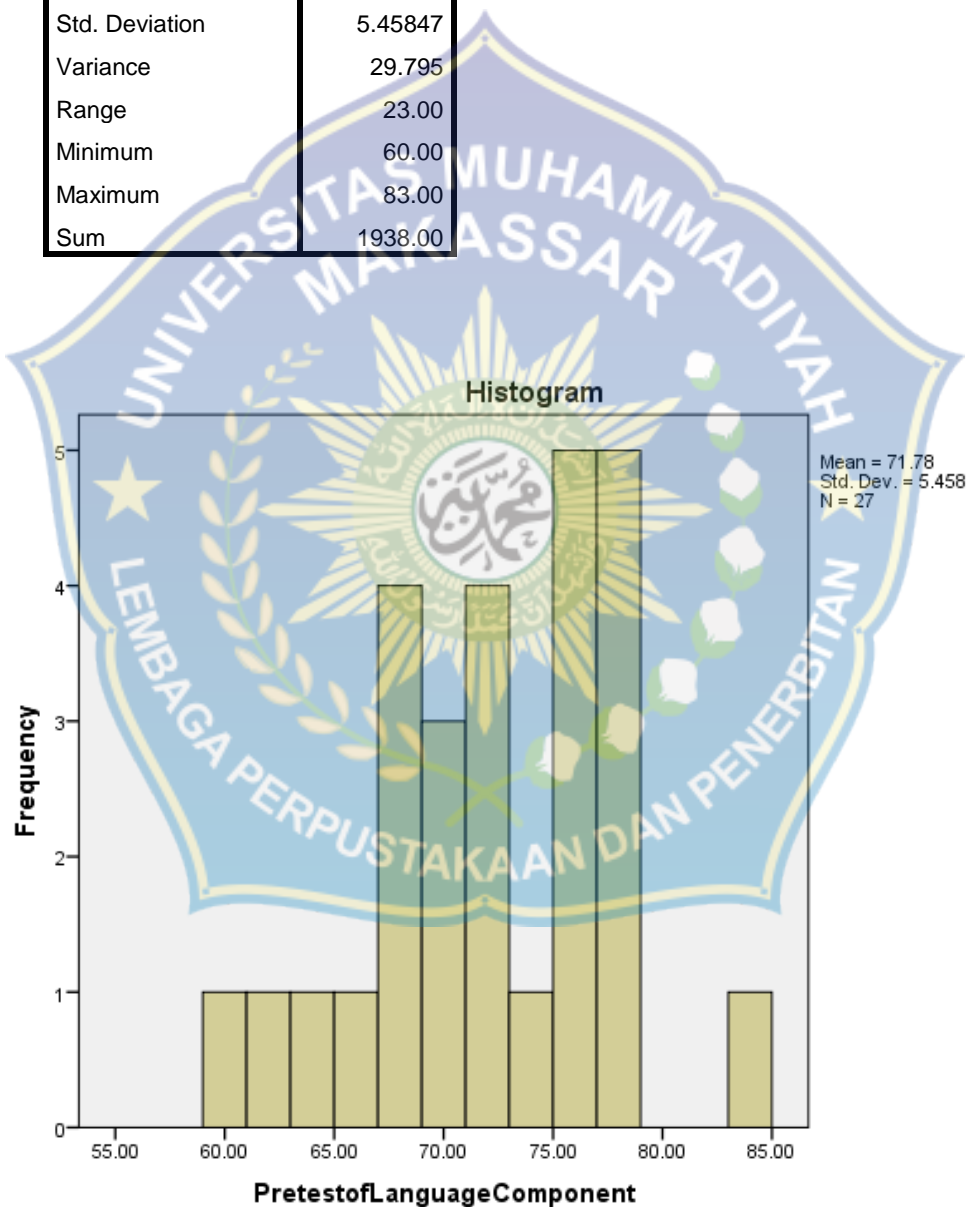 Std. Deviation 5.45847
Variance 29.795
Range 23.00
Minimum 60.00
Maximum 83.00
Sum 1938.00
UNIVERSITAS MUHAMMADIYAH
MAKASSAR
Histogram
Mean = 71.78
Std. Dev. = 5.458
N = 27
Frequency
5
4
3
2
1
0
LEMBAGA PERPUSTAKAAN DAN PENERBITAN
55.00 60.00 65.00 70.00 75.00 80.00 85.00
PretestofLanguageComponent